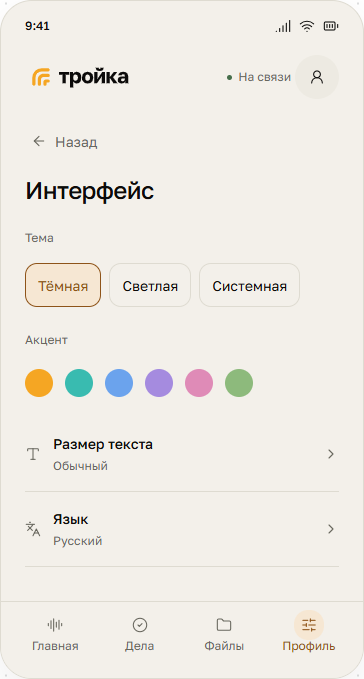 9:41
тройка
На связи
Назад
Интерфейс
Тема
Тёмная Светлая Системная
Акцент
Размер текста
Обычный
Язык
Русский
Главная Дела Файлы Профиль